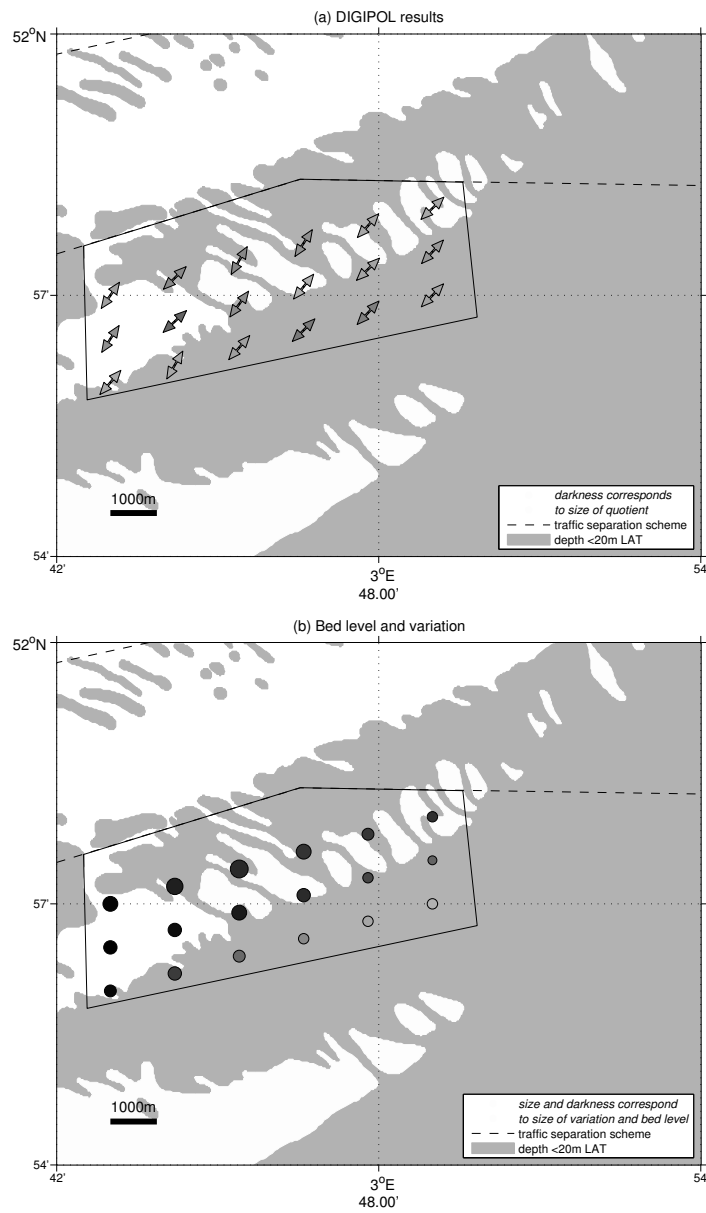 (a) DIGIPOL results
52°N
57'
1000m
darkness corresponds
to size of quotient
traffic separation scheme
depth <20m LAT
54'
42'
3°E
48.00'
54
(b) Bed level and variation
52°N
57'
1000m
size and darkness correspond
to size of variation and bed level
traffic separation scheme
depth <20m LAT
54'
42'
3°E
48.00'
54